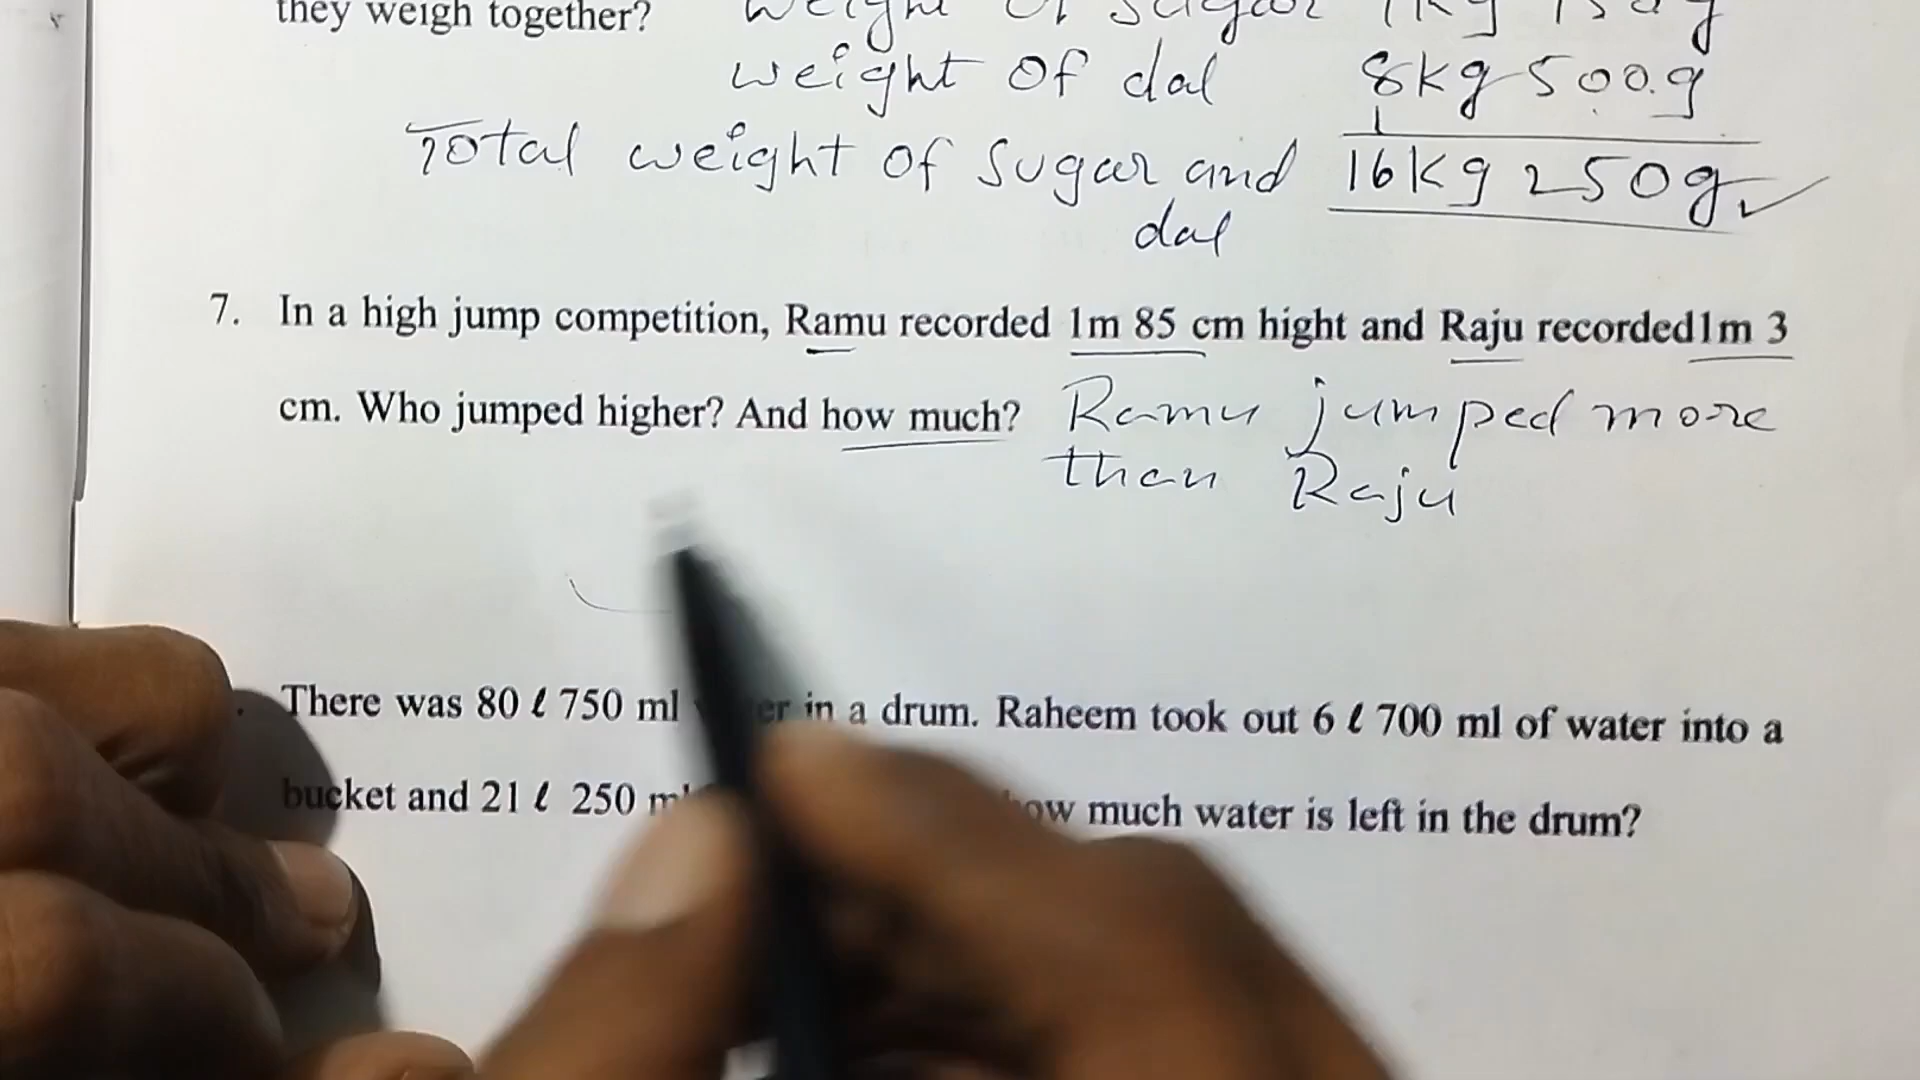 they weigh together? weight of sugar
weight of dal 8kg 500g
Total weight of sugar and 16kg 250g
dal
7. In a high jump competition, Ramu recorded 1m 85 cm hight and Raju recorded1m 3
cm. Who jumped higher? And how much? Ramu jumped more
than Raju
There was 80 ℓ 750 ml in a drum. Raheem took out 6 ℓ 700 ml of water into a
bucket and 21 ℓ 250 much water is left in the drum?